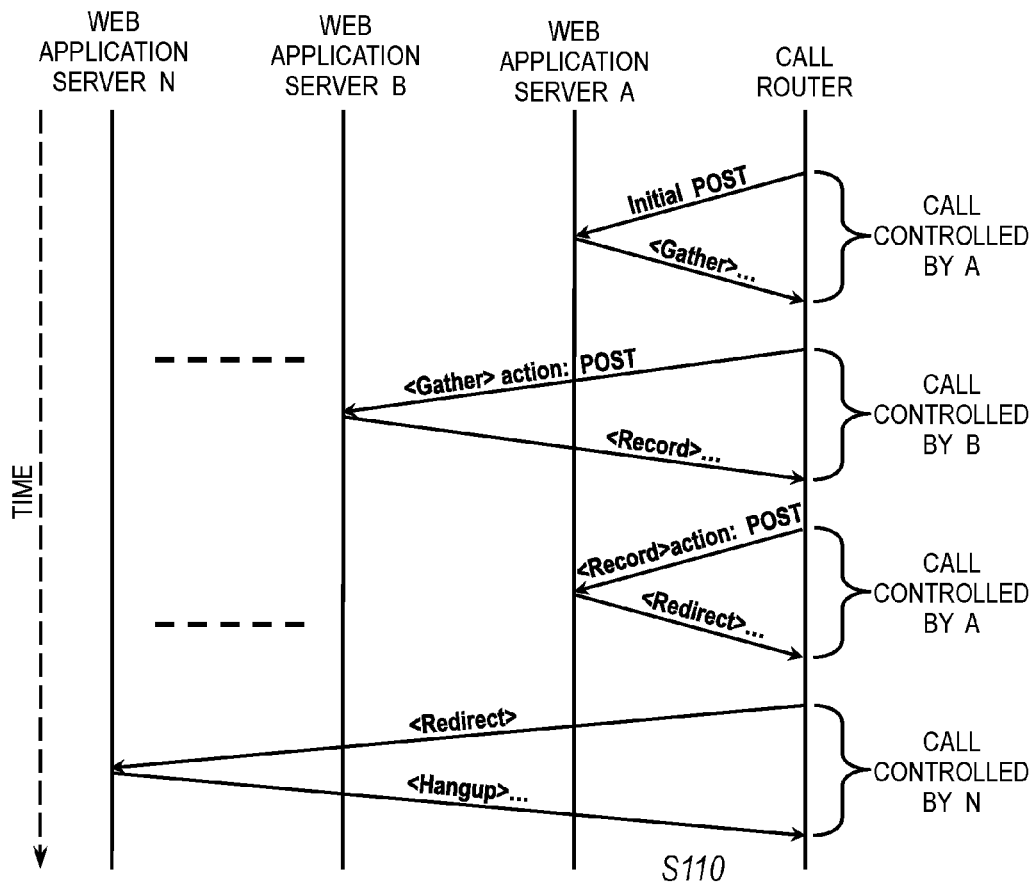 WEB
APPLICATION
SERVER N
WEB
APPLICATION
SERVER B
WEB
APPLICATION
SERVER A
CALL
ROUTER
Initial POST
<Gather>...
CALL
CONTROLLED
BY A
<Gather> action: POST
<Record>...
CALL
CONTROLLED
BY B
TIME
<Record>action: POST
<Redirect>...
CALL
CONTROLLED
BY A
<Redirect>
<Hangup>...
CALL
CONTROLLED
BY N
S110